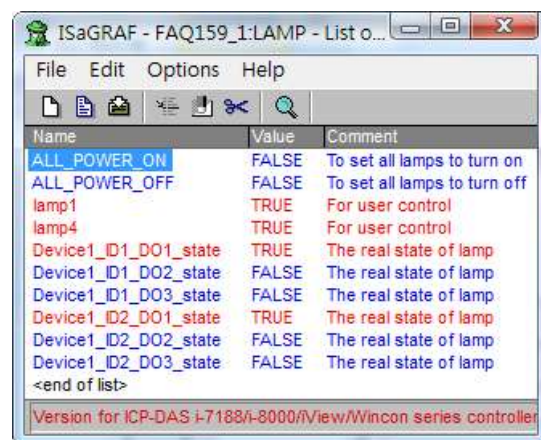 ISaGRAF - FAQ159_1:LAMP - List o...
File Edit Options Help
Name Value Comment
ALL_POWER_ON FALSE To set all lamps to turn on
ALL_POWER_OFF FALSE To set all lamps to turn off
lamp1 TRUE For user control
lamp4 TRUE For user control
Device1_ID1_DO1_state TRUE The real state of lamp
Device1_ID1_DO2_state FALSE The real state of lamp
Device1_ID1_DO3_state FALSE The real state of lamp
Device1_ID2_DO1_state TRUE The real state of lamp
Device1_ID2_DO2_state FALSE The real state of lamp
Device1_ID2_DO3_state FALSE The real state of lamp
<end of list>
Version for ICP-DAS i-7188/i-8000/iView/Wincon series controller